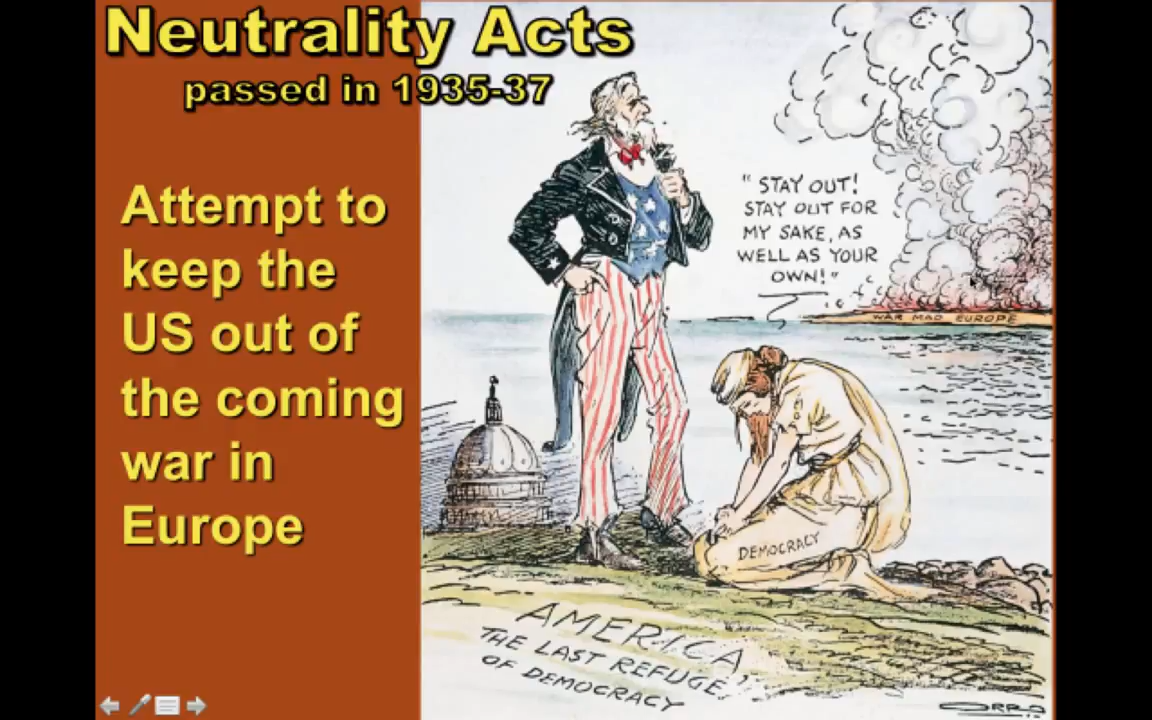 Neutrality Acts
passed in 1935-37
Attempt to
keep the
US out of
the coming
war in
Europe
"STAY OUT!
STAY OUT FOR
MY SAKE, AS
WELL AS YOUR
OWN!"
WAR MAD EUROPE
DEMOCRACY
AMERICA
THE LAST REFUGE
OF DEMOCRACY
ORR